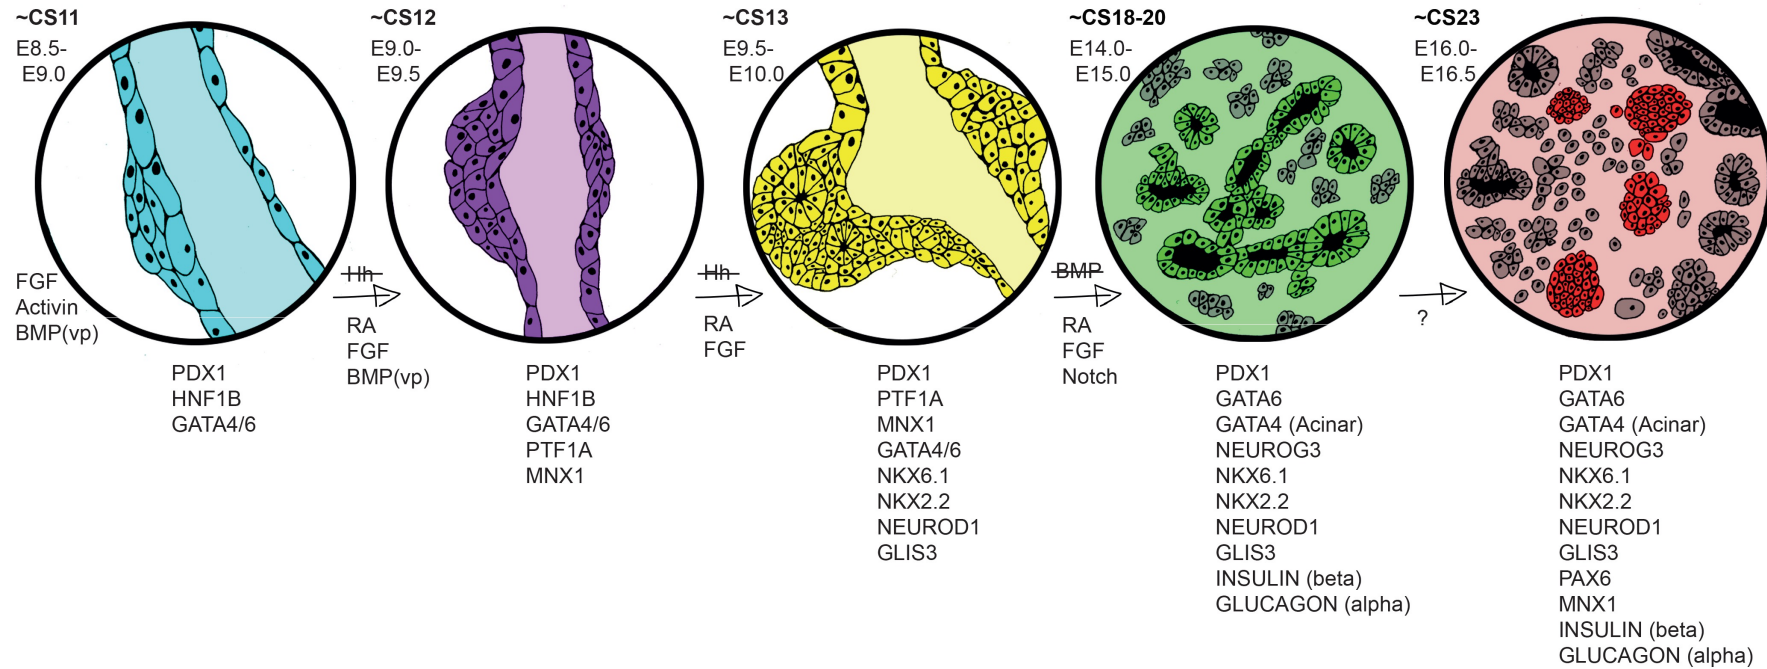 ~CS11
E8.5-
E9.0
FGF
Activin
BMP(vp)
PDX1
HNF1B
GATA4/6
Hh
RA
FGF
BMP(vp)
~CS12
E9.0-
E9.5
PDX1
HNF1B
GATA4/6
PTF1A
MNX1
Hh
RA
FGF
~CS13
E9.5-
E10.0
PDX1
PTF1A
MNX1
GATA4/6
NKX6.1
NKX2.2
NEUROD1
GLIS3
BMP
RA
FGF
Notch
~CS18-20
E14.0-
E15.0
PDX1
GATA6
GATA4 (Acinar)
NEUROG3
NKX6.1
NKX2.2
NEUROD1
GLIS3
INSULIN (beta)
GLUCAGON (alpha)
?
~CS23
E16.0-
E16.5
PDX1
GATA6
GATA4 (Acinar)
NEUROG3
NKX6.1
NKX2.2
NEUROD1
GLIS3
PAX6
MNX1
INSULIN (beta)
GLUCAGON (alpha)